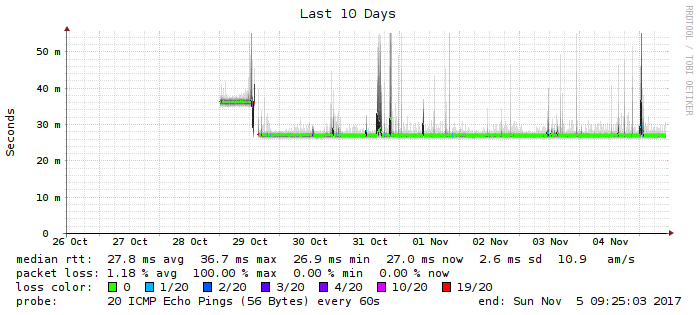 Last 10 Days
RRDTOOL / TOBI OETIKER
Seconds
50 m
40 m
30 m
20 m
10 m
0
26 Oct 27 Oct 28 Oct 29 Oct 30 Oct 31 Oct 01 Nov 02 Nov 03 Nov 04 Nov
median rtt: 27.8 ms avg 36.7 ms max 26.9 ms min 27.0 ms now 2.6 ms sd 10.9 am/s
packet loss: 1.18 % avg 100.00 % max 0.00 % min 0.00 % now
loss color: 0 1/20 2/20 3/20 4/20 10/20 19/20
probe: 20 ICMP Echo Pings (56 Bytes) every 60s end: Sun Nov 5 09:25:03 2017